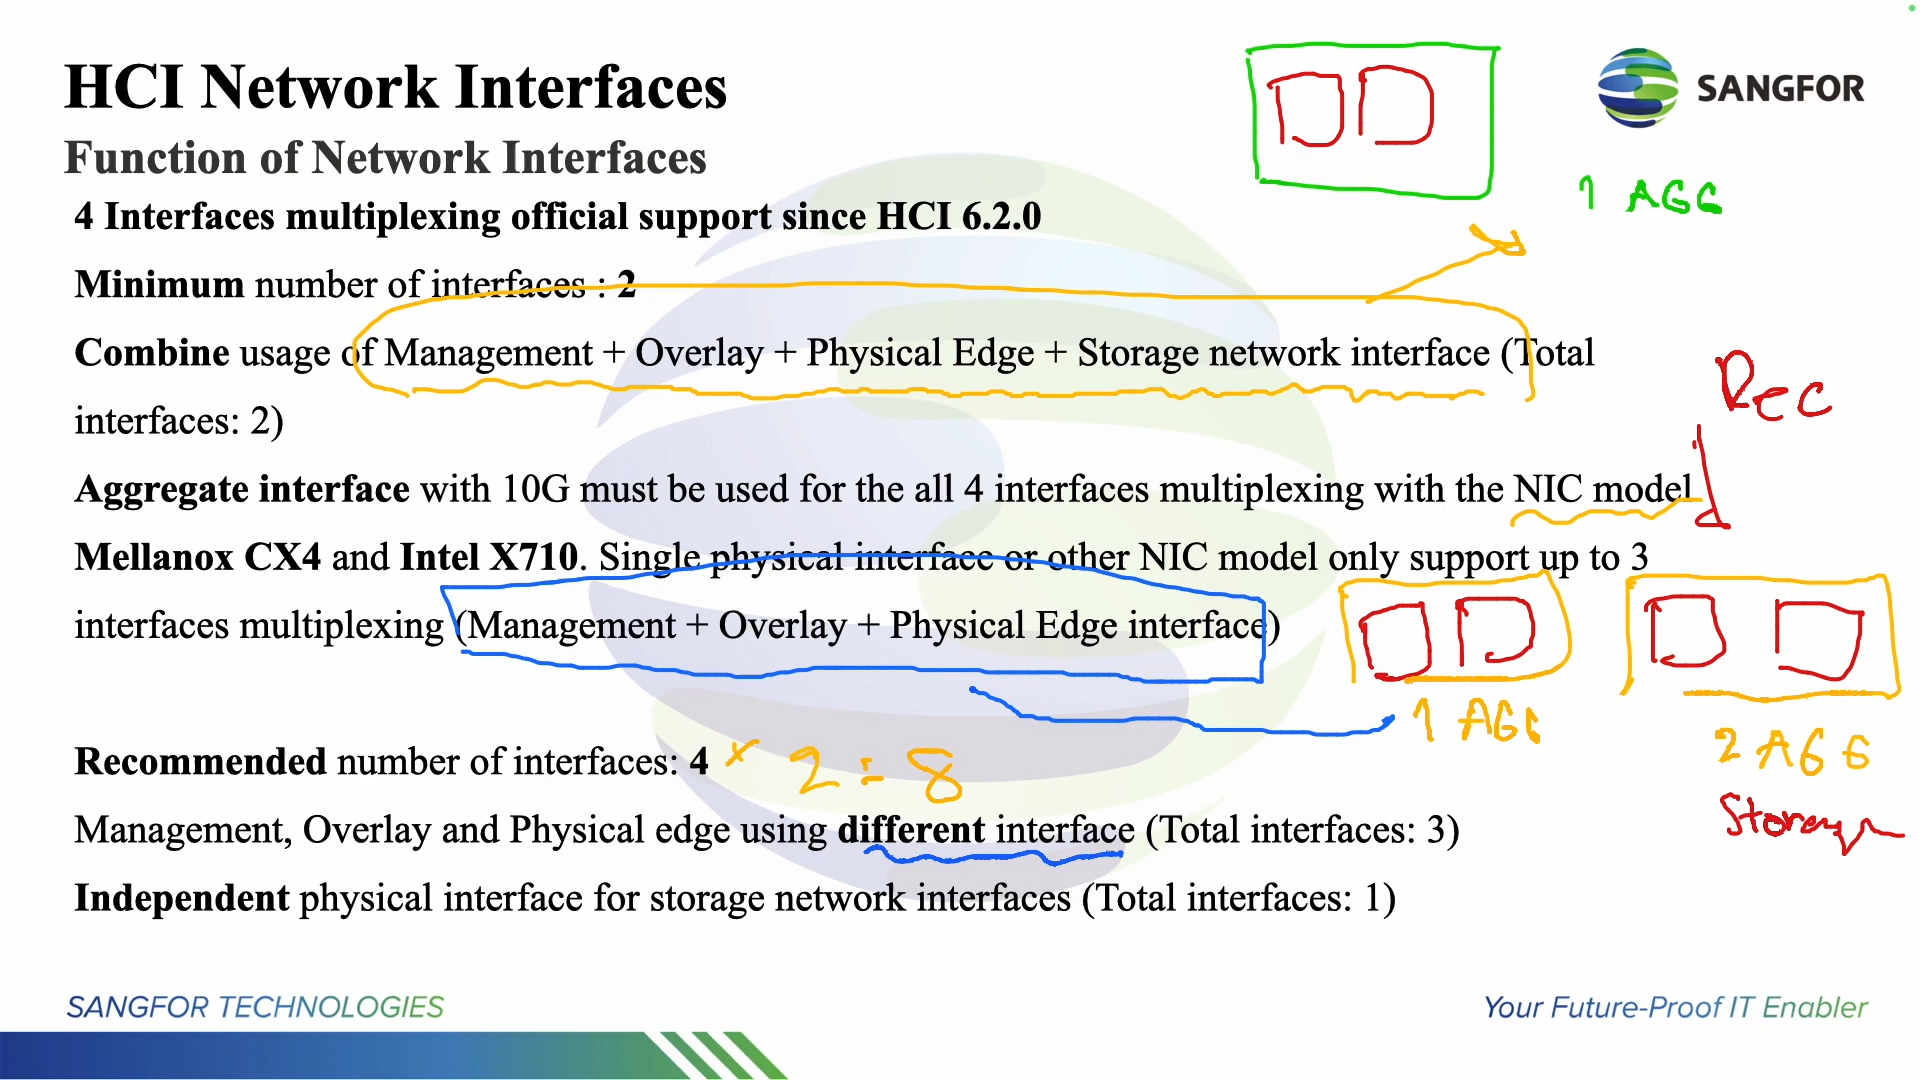 HCI Network Interfaces
SANGFOR
Function of Network Interfaces
1 AGG
4 Interfaces multiplexing official support since HCI 6.2.0
Minimum number of interfaces : 2
Combine usage of Management + Overlay + Physical Edge + Storage network interface (Total
interfaces: 2)
Rec
Aggregate interface with 10G must be used for the all 4 interfaces multiplexing with the NIC model
Mellanox CX4 and Intel X710. Single physical interface or other NIC model only support up to 3
interfaces multiplexing (Management + Overlay + Physical Edge interface)
1 AGG
2 AGG
Recommended number of interfaces: 4 x 2 = 8
Storage
Management, Overlay and Physical edge using different interface (Total interfaces: 3)
Independent physical interface for storage network interfaces (Total interfaces: 1)
SANGFOR TECHNOLOGIES
Your Future-Proof IT Enabler